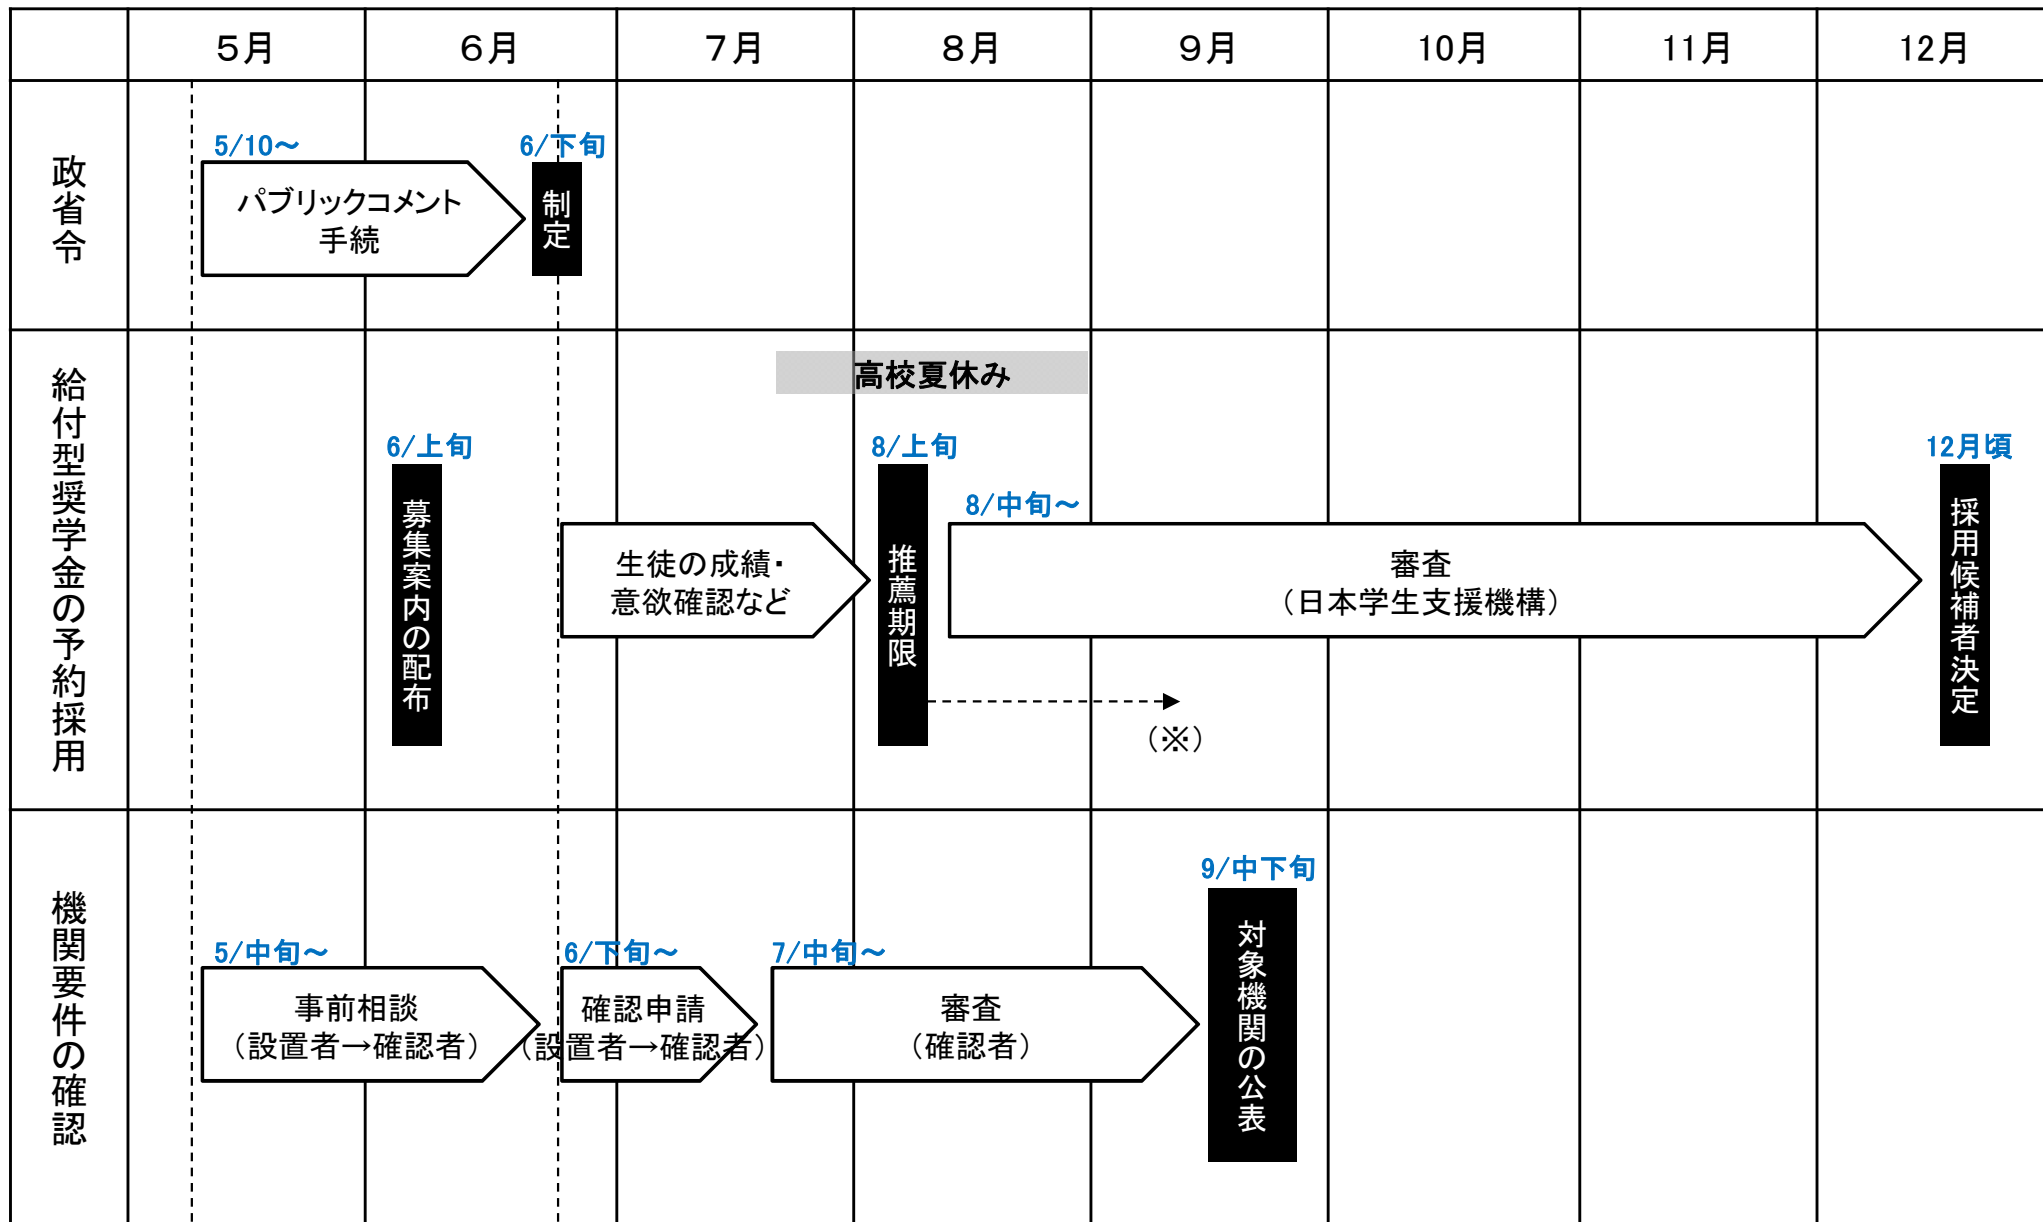 5月
6月
7月
8月
9月
10月
11月
12月
政省令
5/10～
パブリックコメント
手続
6/下旬
制定
給付型奨学金の予約採用
高校夏休み
6/上旬
募集案内の配布
生徒の成績・
意欲確認など
8/上旬
推薦期限
8/中旬～
審査
（日本学生支援機構）
（※）
12月頃
採用候補者決定
機関要件の確認
5/中旬～
事前相談
（設置者→確認者）
6/下旬～
確認申請
（設置者→確認者）
7/中旬～
審査
（確認者）
9/中下旬
対象機関の公表